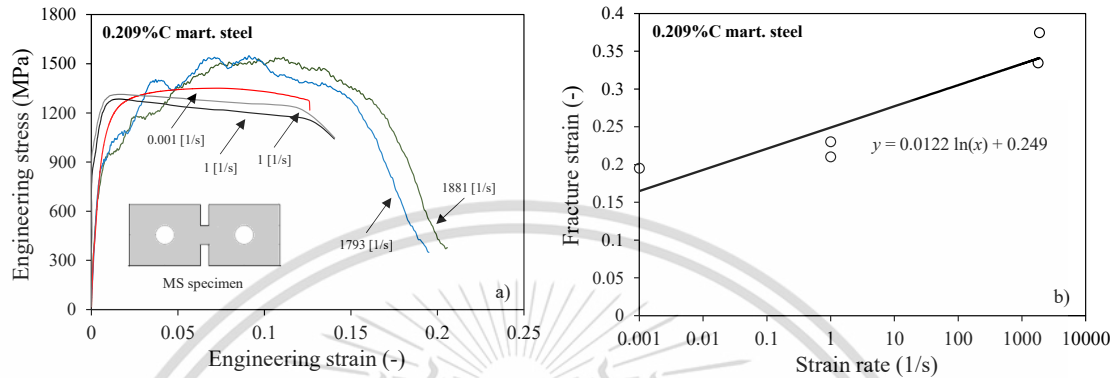 0.209%C mart. steel
Engineering stress (MPa)
1800
1500
1200
900
600
300
0
0.001 [1/s]
1 [1/s]
1 [1/s]
1881 [1/s]
1793 [1/s]
MS specimen
a)
0
0.05
0.1
0.15
0.2
0.25
Engineering strain (-)
0.209%C mart. steel
Fracture strain (-)
0.4
0.35
0.3
0.25
0.2
0.15
0.1
0.05
0
y = 0.0122 ln(x) + 0.249
b)
0.001
0.01
0.1
1
10
100
1000
10000
Strain rate (1/s)